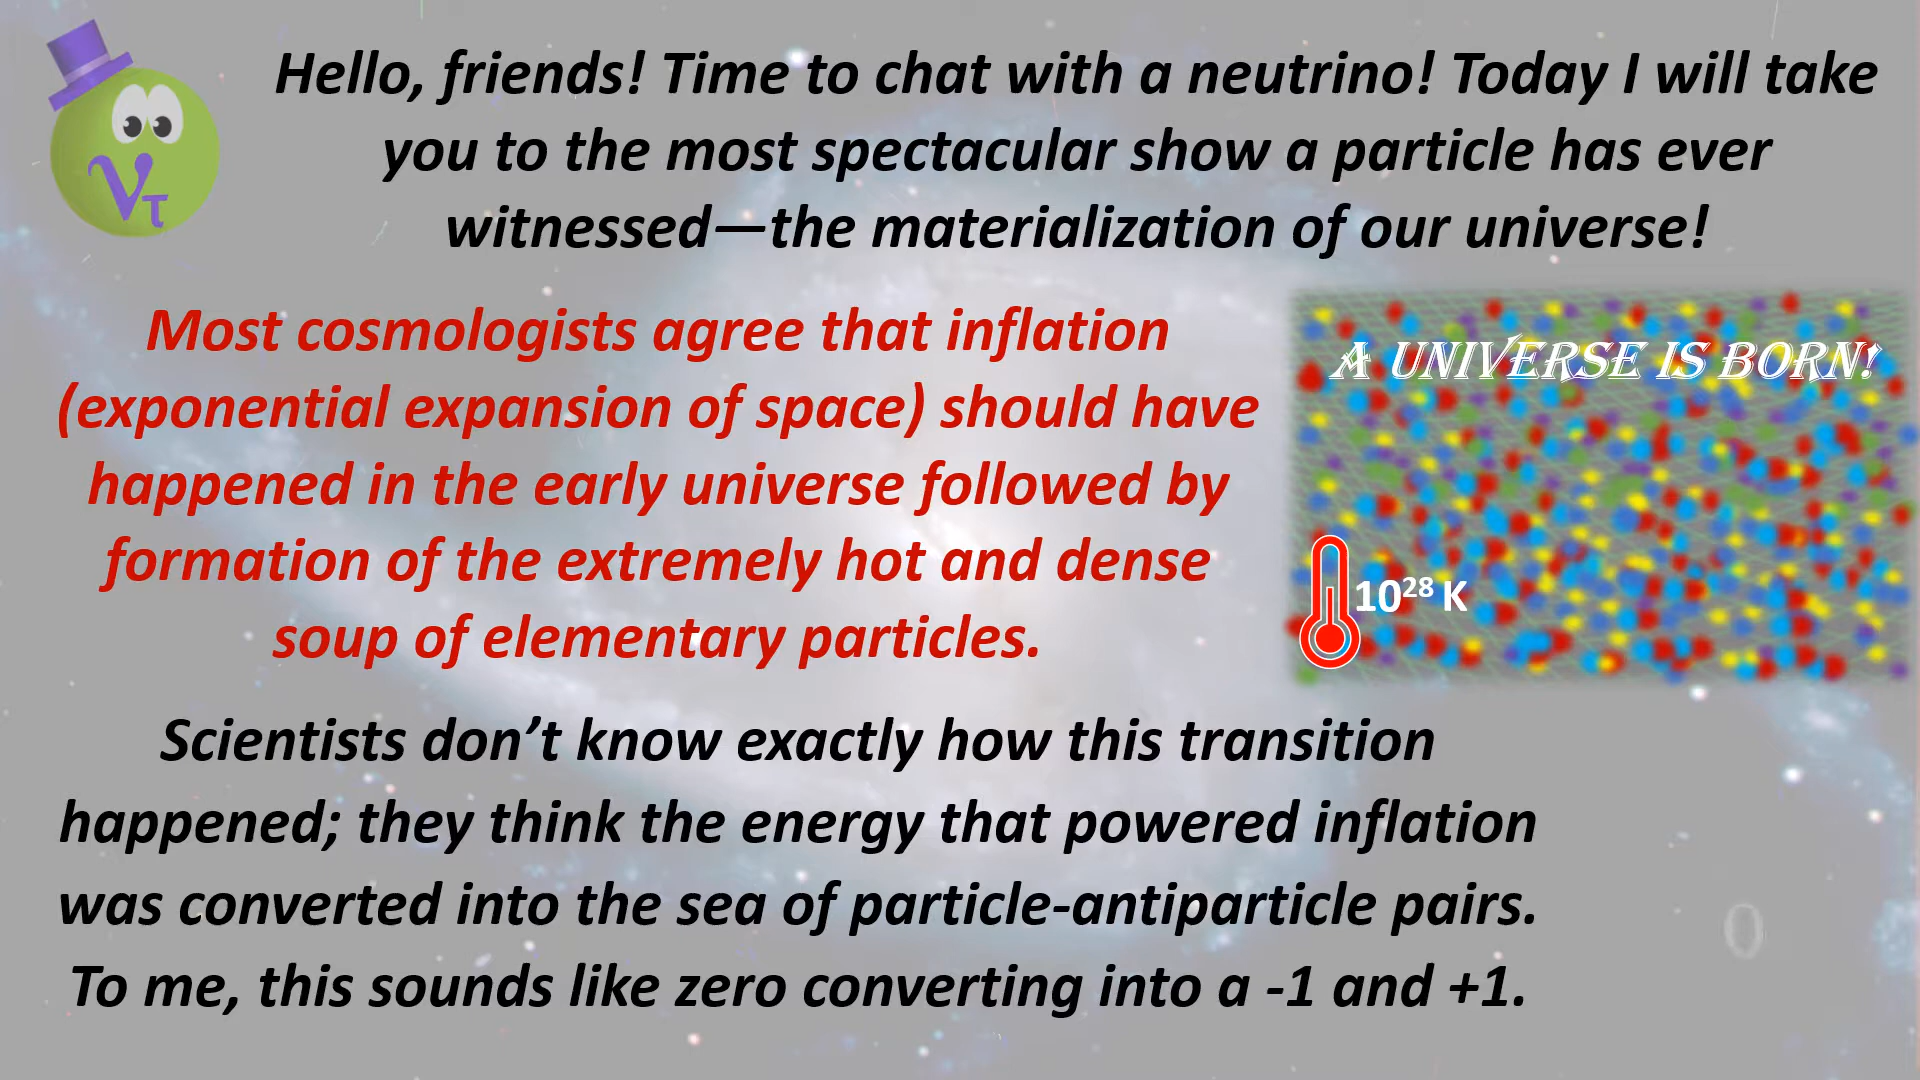 Hello, friends! Time to chat with a neutrino! Today I will take
you to the most spectacular show a particle has ever
witnessed—the materialization of our universe!
ντ
Most cosmologists agree that inflation
(exponential expansion of space) should have
happened in the early universe followed by
formation of the extremely hot and dense
soup of elementary particles.
A UNIVERSE IS BORN!
10²⁸ K
Scientists don’t know exactly how this transition
happened; they think the energy that powered inflation
was converted into the sea of particle-antiparticle pairs.
To me, this sounds like zero converting into a -1 and +1.
0